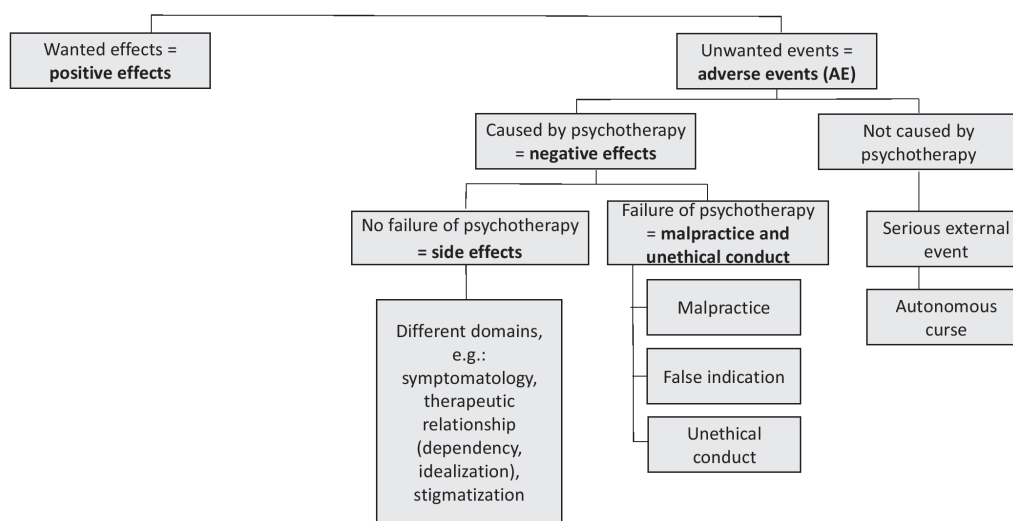 Wanted effects =
positive effects
Unwanted events =
adverse events (AE)
Caused by psychotherapy
= negative effects
Not caused by
psychotherapy
No failure of psychotherapy
= side effects
Failure of psychotherapy
= malpractice and
unethical conduct
Serious external
event
Different domains,
e.g.:
symptomatology,
therapeutic
relationship
(dependency,
idealization),
stigmatization
Malpractice
Autonomous
curse
False indication
Unethical
conduct